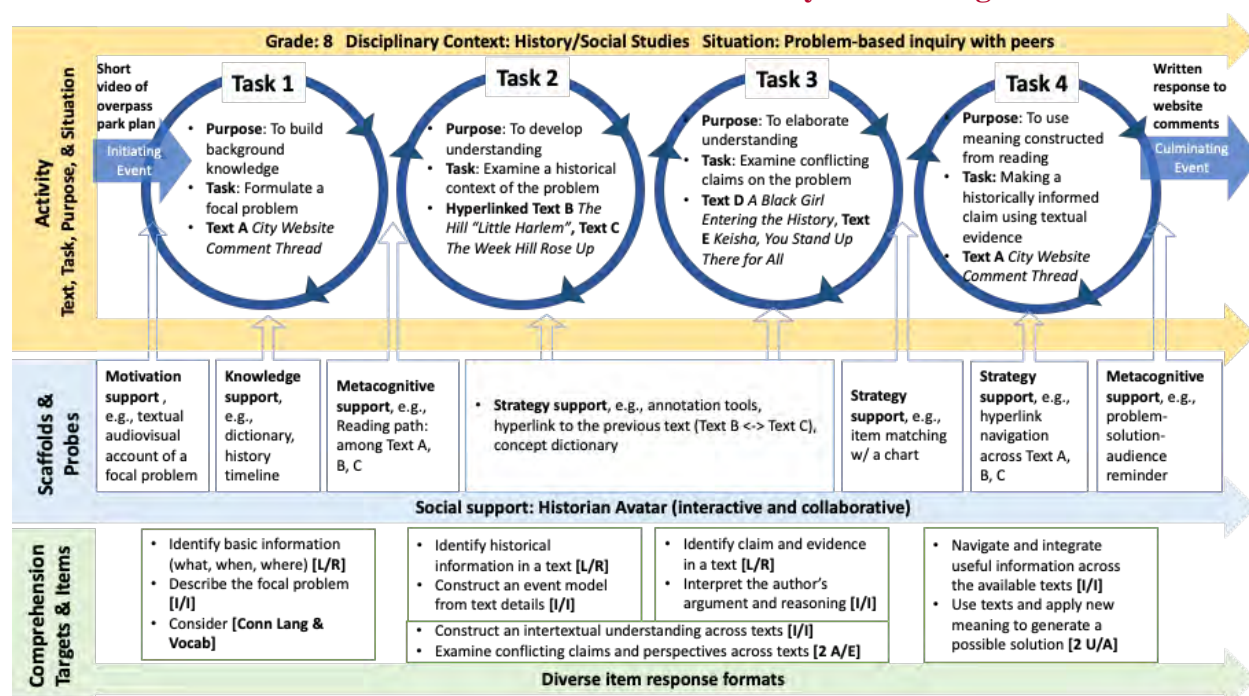 Grade: 8 Disciplinary Context: History/Social Studies Situation: Problem-based inquiry with peers
Activity
Text, Task, Purpose, & Situation
Short
video of
overpass
park plan
Initiating
Event
Task 1
• Purpose: To build
background
knowledge
• Task: Formulate a
focal problem
• Text A City Website
Comment Thread
Task 2
• Purpose: To develop
understanding
• Task: Examine a historical
context of the problem
• Hyperlinked Text B The
Hill "Little Harlem", Text C
The Week Hill Rose Up
Task 3
• Purpose: To elaborate
understanding
• Task: Examine conflicting
claims on the problem
• Text D A Black Girl
Entering the History, Text
E Keisha, You Stand Up
There for All
Task 4
• Purpose: To use
meaning constructed
from reading
• Task: Making a
historically informed
claim using textual
evidence
• Text A City Website
Comment Thread
Written
response to
website
comments
Culminating
Event
Scaffolds &
Probes
Motivation
support , 
e.g., textual
audiovisual
account of a
focal problem
Knowledge
support,
e.g.,
dictionary,
history
timeline
Metacognitive
support, e.g.,
Reading path:
among Text A,
B, C
• Strategy support, e.g., annotation tools,
hyperlink to the previous text (Text B <-> Text C),
concept dictionary
Strategy
support, e.g.,
item matching
w/ a chart
Strategy
support, e.g.,
hyperlink
navigation
across Text A,
B, C
Metacognitive
support, e.g.,
problem-
solution-
audience
reminder
Social support: Historian Avatar (interactive and collaborative)
Comprehension
Targets & Items
• Identify basic information
(what, when, where) [L/R]
• Describe the focal problem
[I/I]
• Consider [Conn Lang &
Vocab]
• Identify historical
information in a text [L/R]
• Construct an event model
from text details [I/I]
• Identify claim and evidence
in a text [L/R]
• Interpret the author's
argument and reasoning [I/I]
• Construct an intertextual understanding across texts [I/I]
• Examine conflicting claims and perspectives across texts [2 A/E]
• Navigate and integrate
useful information across
the available texts [I/I]
• Use texts and apply new
meaning to generate a
possible solution [2 U/A]
Diverse item response formats